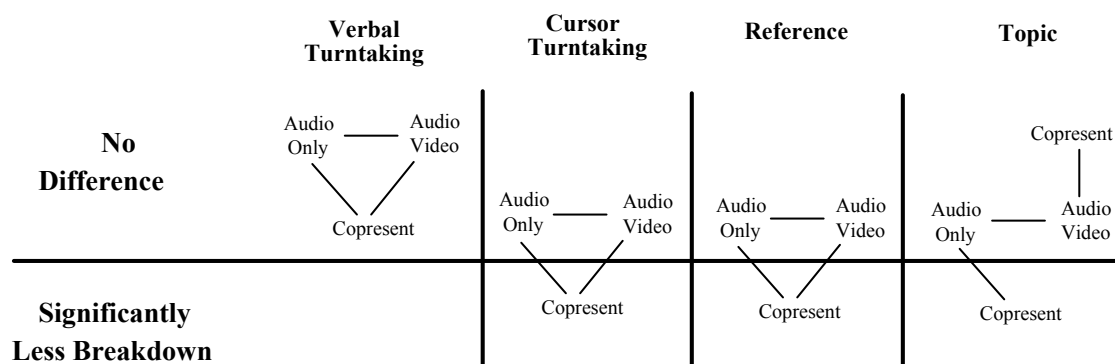 Verbal
Turntaking
Cursor
Turntaking
Reference
Topic
No
Difference
Audio
Only
Audio
Video
Copresent
Audio
Only
Audio
Video
Copresent
Audio
Only
Audio
Video
Copresent
Copresent
Audio
Only
Audio
Video
Copresent
Significantly
Less Breakdown